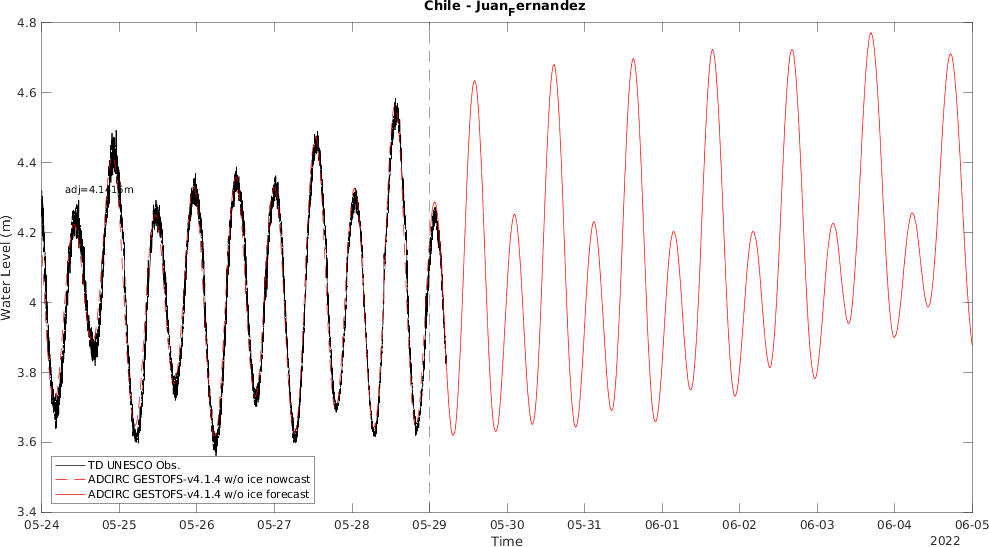 Chile - JuanFernandez
4.8
4.6
4.4
4.2
4
3.8
3.6
3.4
Water Level (m)
adj=4.1415m
TD UNESCO Obs.
ADCIRC GESTOFS-v4.1.4 w/o ice nowcast
ADCIRC GESTOFS-v4.1.4 w/o ice forecast
05-24 05-25 05-26 05-27 05-28 05-29 05-30 05-31 06-01 06-02 06-03 06-04 06-05
Time
2022